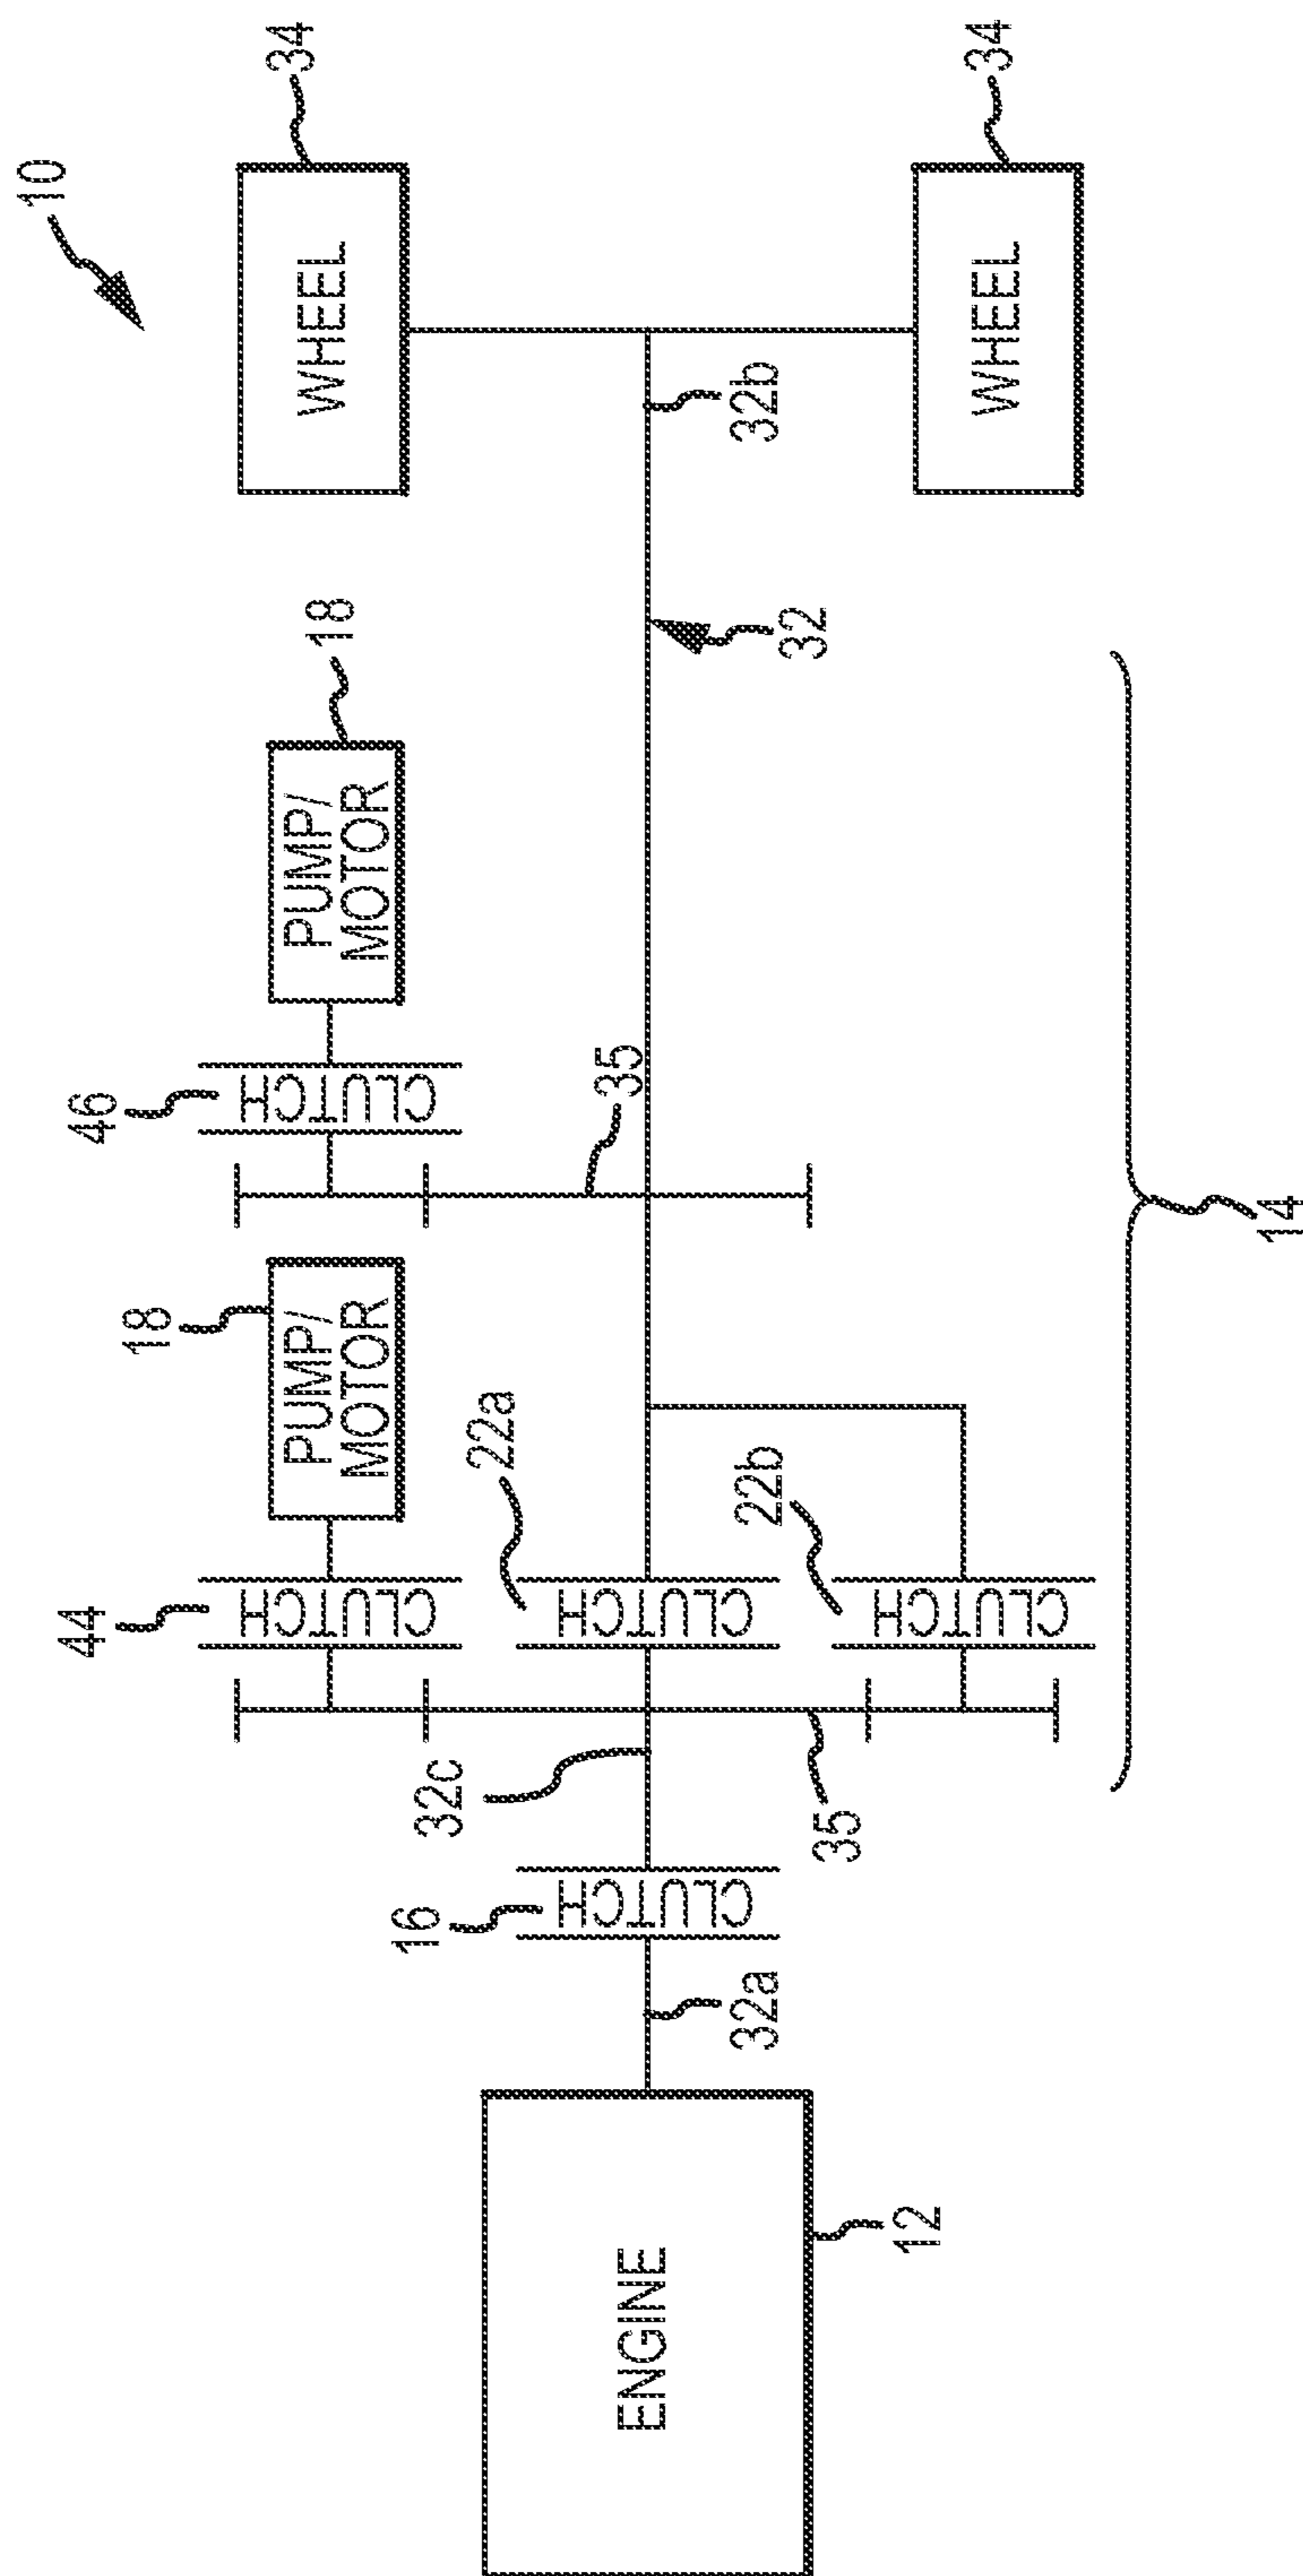 10
34
WHEEL
34
WHEEL
32b
32
18
PUMP/
MOTOR
46
CLUTCH
35
18
PUMP/
MOTOR
44
CLUTCH
22a
CLUTCH
22b
CLUTCH
14
32c
35
16
CLUTCH
32a
ENGINE
12